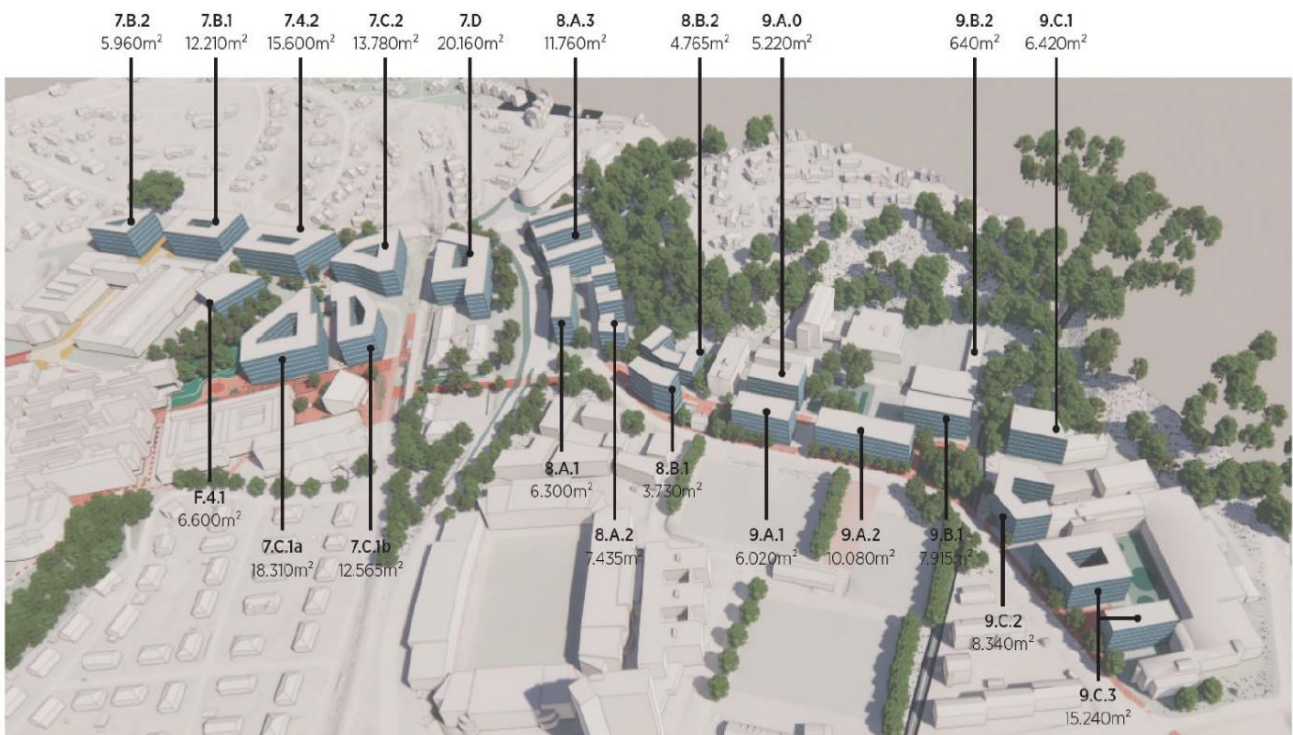 7.B.2
5.960m²
7.B.1
12.210m²
7.4.2
15.600m²
7.C.2
13.780m²
7.D
20.160m²
8.A.3
11.760m²
8.B.2
4.765m²
9.A.0
5.220m²
9.B.2
640m²
9.C.1
6.420m²
F.4.1
6.600m²
7.C.1a
18.310m²
7.C.1b
12.565m²
8.A.1
6.300m²
8.A.2
7.435m²
8.B.1
3.730m²
9.A.1
6.020m²
9.A.2
10.080m²
9.B.1
7.915m²
9.C.2
8.340m²
9.C.3
15.240m²